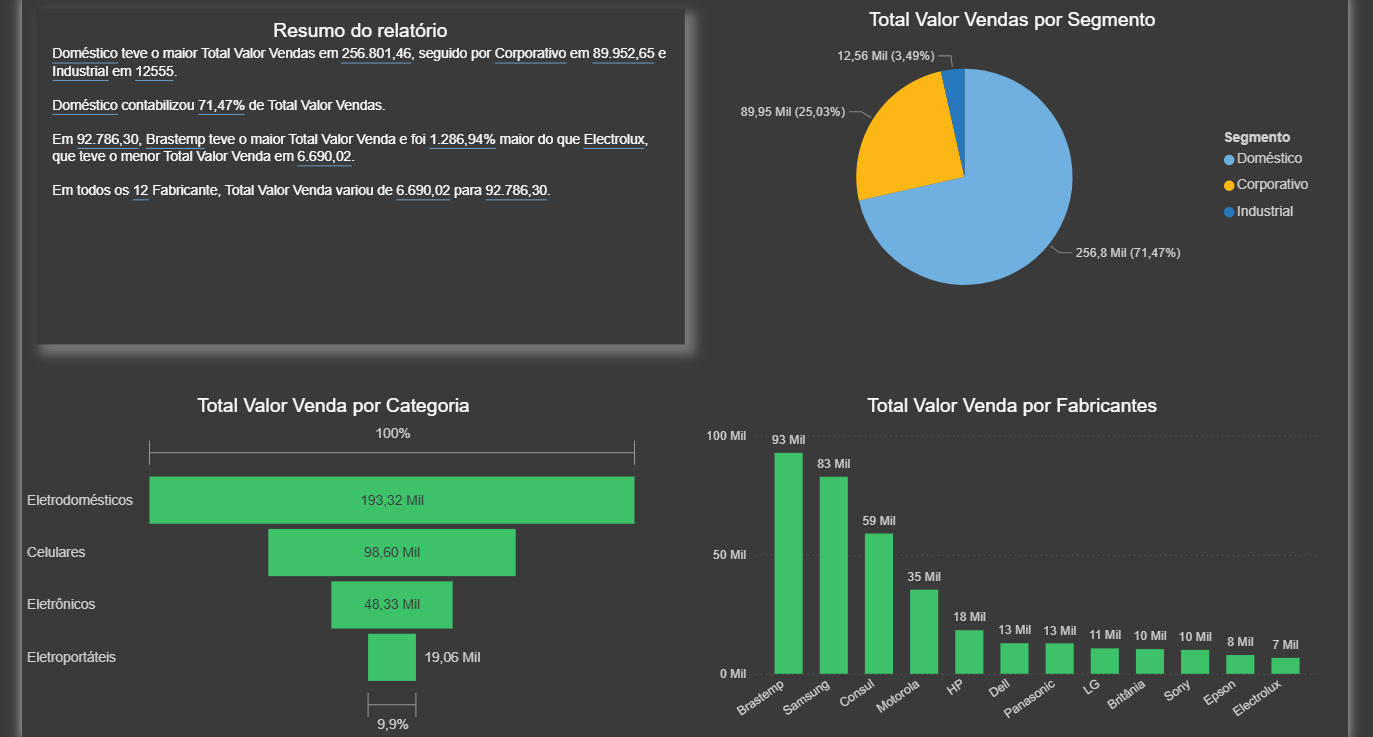 Resumo do relatório
Doméstico teve o maior Total Valor Vendas em 256.801,46, seguido por Corporativo em 89.952,65 e
Industrial em 12555.
Doméstico contabilizou 71,47% de Total Valor Vendas.
Em 92.786,30, Brastemp teve o maior Total Valor Venda e foi 1.286,94% maior do que Electrolux,
que teve o menor Total Valor Venda em 6.690,02.
Em todos os 12 Fabricante, Total Valor Venda variou de 6.690,02 para 92.786,30.
Total Valor Vendas por Segmento
12,56 Mil (3,49%)
89,95 Mil (25,03%)
256,8 Mil (71,47%)
Segmento
Doméstico
Corporativo
Industrial
Total Valor Venda por Categoria
100%
Eletrodomésticos
193,32 Mil
Celulares
98,60 Mil
Eletrônicos
48,33 Mil
Eletroportáteis
19,06 Mil
9,9%
Total Valor Venda por Fabricantes
100 Mil
50 Mil
0 Mil
93 Mil
83 Mil
59 Mil
35 Mil
18 Mil
13 Mil
13 Mil
11 Mil
10 Mil
10 Mil
8 Mil
7 Mil
Brastemp
Samsung
Consul
Motorola
HP
Dell
Panasonic
LG
Britânia
Sony
Epson
Electrolux